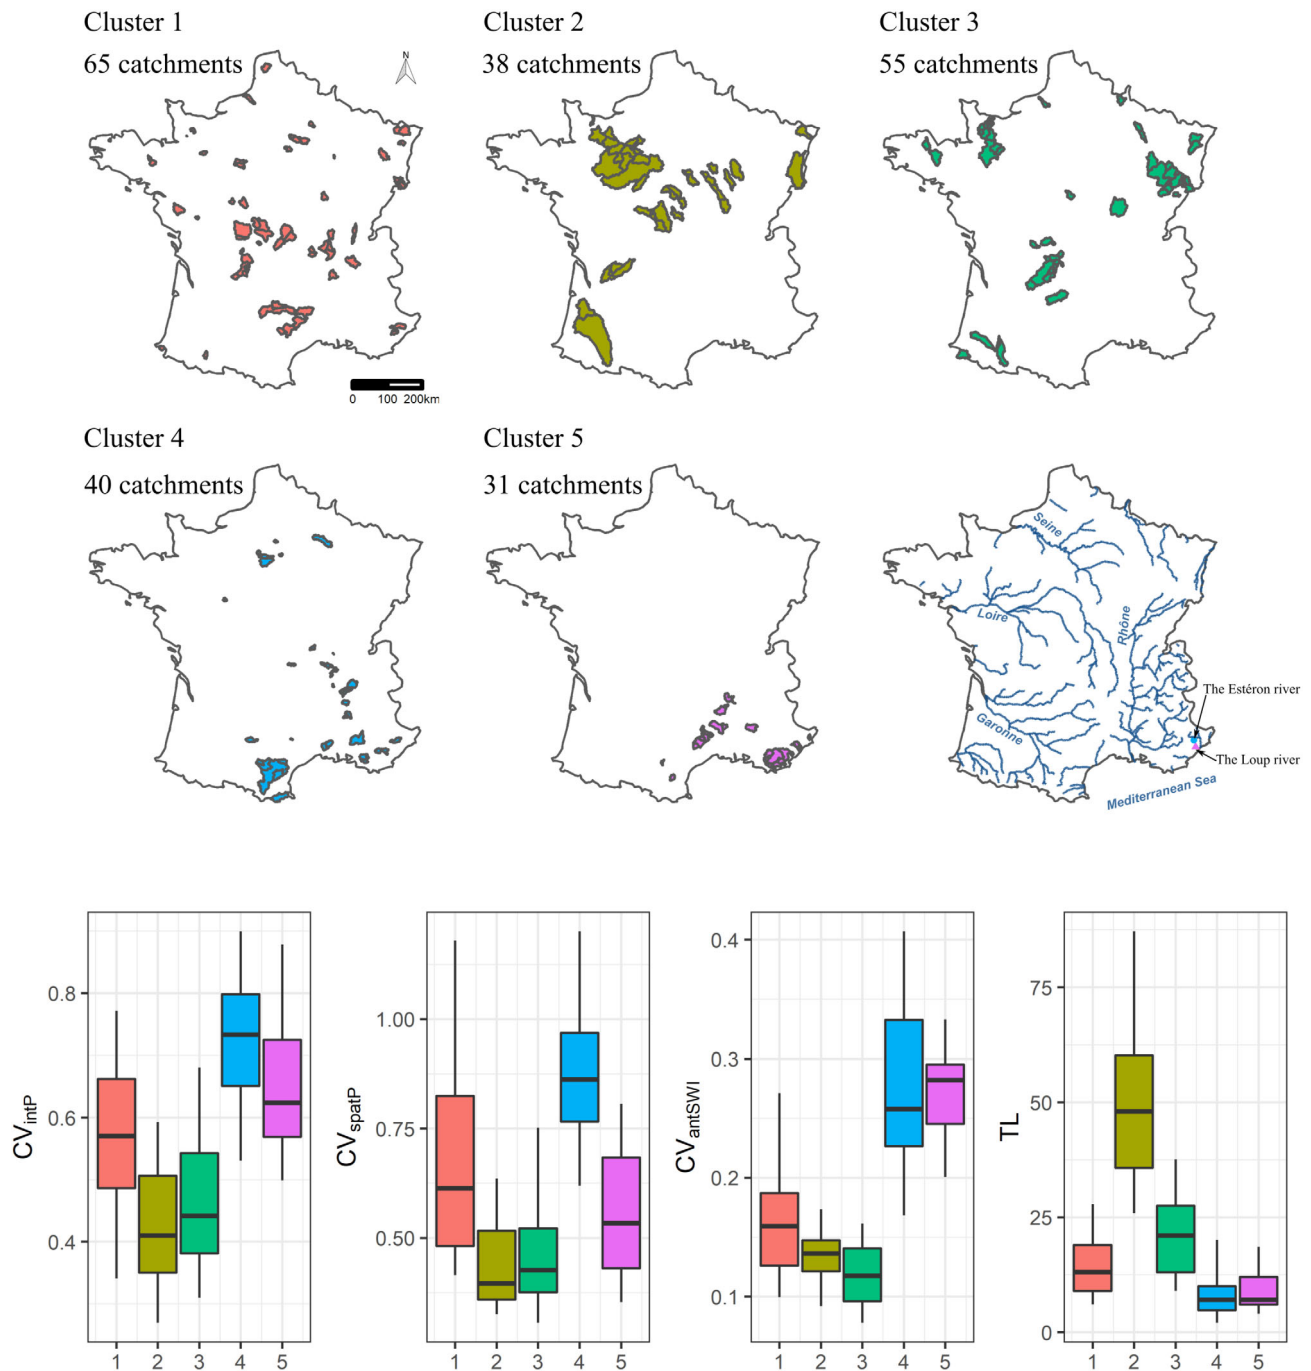 Cluster 1
65 catchments
N
0 100 200km
Cluster 2
38 catchments
Cluster 3
55 catchments
Cluster 4
40 catchments
Cluster 5
31 catchments
Seine
Loire
Rhône
Garonne
The Estéron river
The Loup river
Mediterranean Sea
CVintP
0.8
0.6
0.4
1 2 3 4 5
CVspatP
1.00
0.75
0.50
1 2 3 4 5
CVantSWI
0.4
0.3
0.2
0.1
1 2 3 4 5
TL
75
50
25
0
1 2 3 4 5